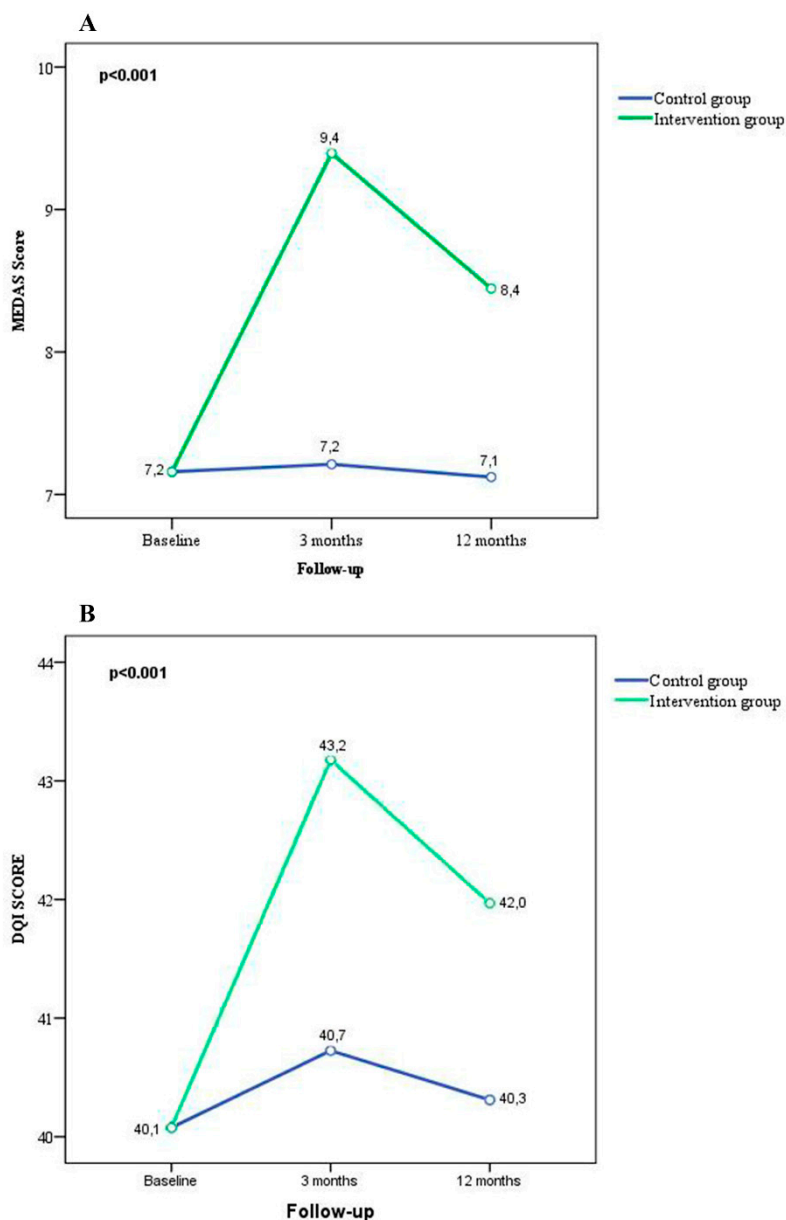 A
p<0.001
Control group
Intervention group
10
9
8
7
MEDAS Score
9,4
8,4
7,2
7,2
7,1
Baseline 3 months 12 months
Follow-up
B
p<0.001
Control group
Intervention group
44
43
42
41
40
DQI SCORE
43,2
42,0
40,7
40,3
40,1
Baseline 3 months 12 months
Follow-up